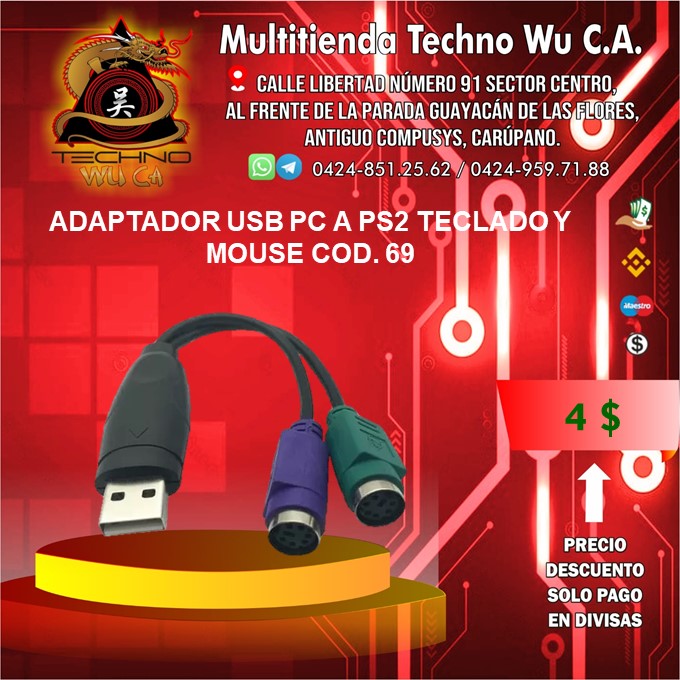 Multitienda Techno Wu C.A.
CALLE LIBERTAD NÚMERO 91 SECTOR CENTRO,
AL FRENTE DE LA PARADA GUAYACÁN DE LAS FLORES,
ANTIGUO COMPUSYS, CARÚPANO.
0424-851.25.62 / 0424-959.71.88
吴
TECHNO
WU CA
ADAPTADOR USB PC A PS2 TECLADO Y
MOUSE COD. 69
Maestro
$
4 $
PRECIO
DESCUENTO
SOLO PAGO
EN DIVISAS